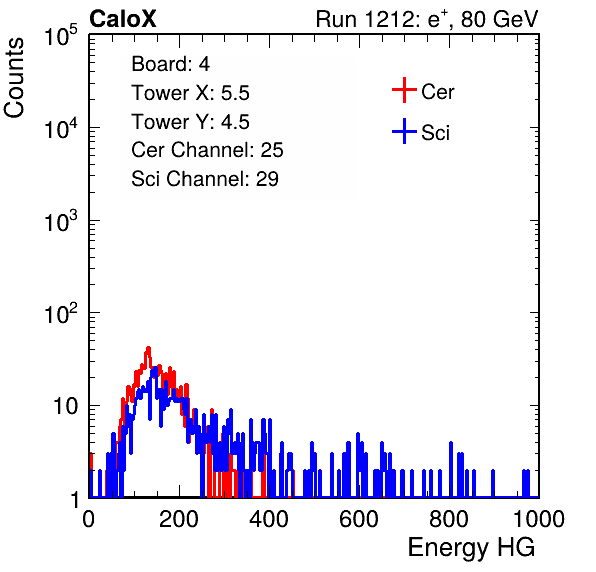 CaloX Run 1212: e⁺, 80 GeV
Counts
10⁵
10⁴
10³
10²
10
1
Board: 4
Tower X: 5.5
Tower Y: 4.5
Cer Channel: 25
Sci Channel: 29
Cer
Sci
0 200 400 600 800 1000
Energy HG